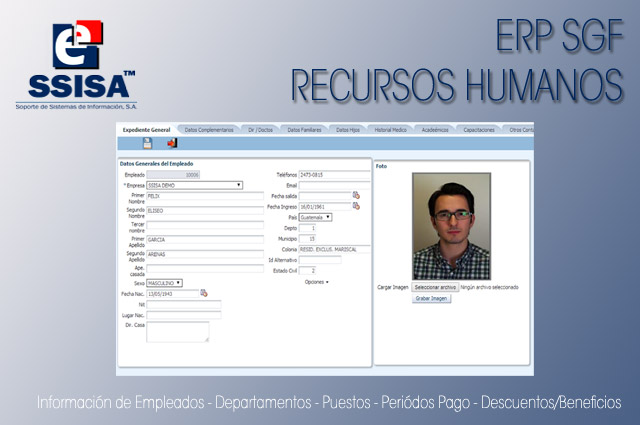 e
SSISA™
Soporte de Sistemas de Información, S.A.
ERP SGF
RECURSOS HUMANOS
Expediente General Datos Complementarios Dir / Doctos Datos Familiares Datos Hijos Historial Medico Académicos Capacitaciones Otros Conta
Datos Generales del Empleado
Empleado 10006
* Empresa SSISA DEMO
Primer Nombre FELIX
Segundo Nombre ELISEO
Tercer nombre
Primer Apellido GARCIA
Segundo Apellido ARENAS
Ape. casada
Sexo MASCULINO
Fecha Nac. 13/05/1943
Nit
Lugar Nac.
Dir. Casa
Teléfonos 2473-0815
Email
Fecha salida
Fecha Ingreso 16/01/1961
País Guatemala
Depto 1
Municipio 15
Colonia RESID. EXCLUS. MARISCAL
Id Alternativo
Estado Civil 2
Opciones
Foto
Cargar Imagen Seleccionar archivo Ningún archivo seleccionado
Grabar Imagen
Información de Empleados - Departamentos - Puestos - Periódos Pago - Descuentos/Beneficios